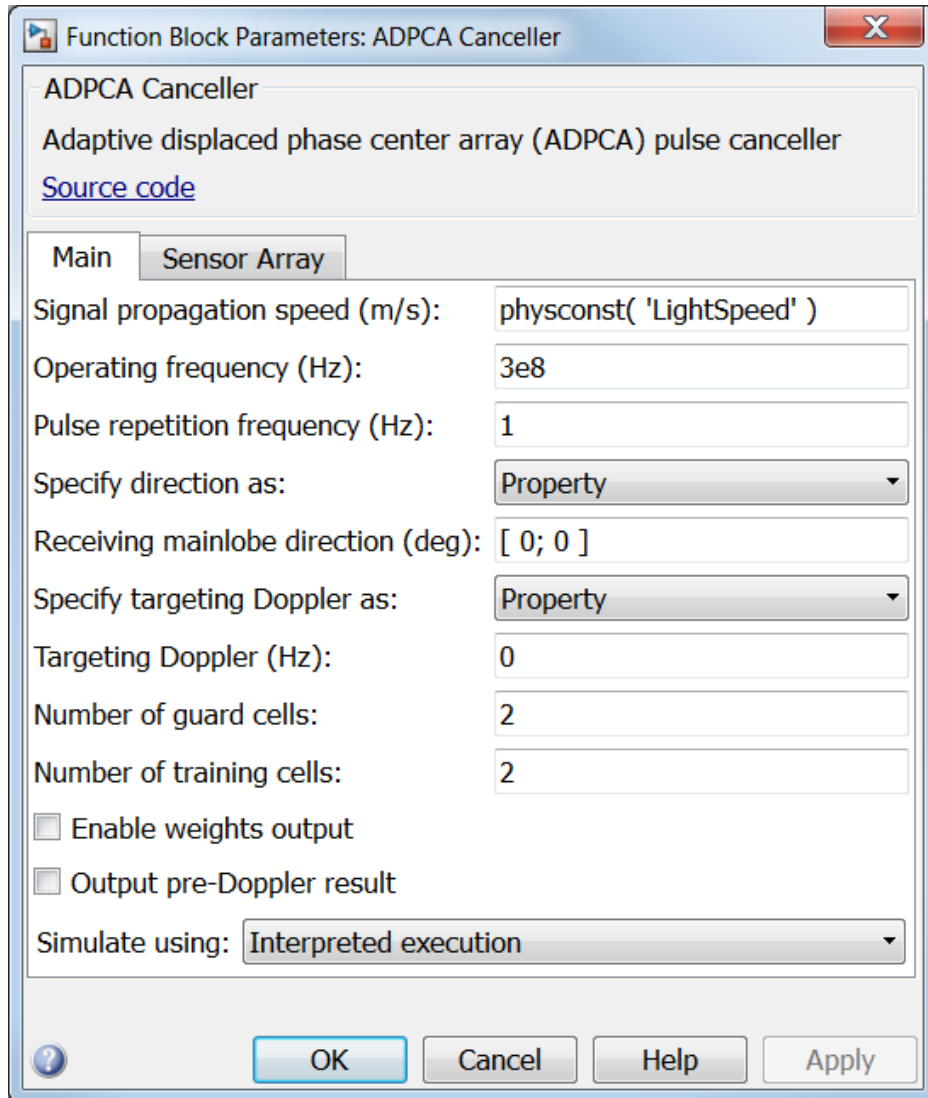 Function Block Parameters: ADPCA Canceller
X
ADPCA Canceller
Adaptive displaced phase center array (ADPCA) pulse canceller
Source code
Main Sensor Array
Signal propagation speed (m/s): physconst( 'LightSpeed' )
Operating frequency (Hz): 3e8
Pulse repetition frequency (Hz): 1
Specify direction as: Property
Receiving mainlobe direction (deg): [ 0; 0 ]
Specify targeting Doppler as: Property
Targeting Doppler (Hz): 0
Number of guard cells: 2
Number of training cells: 2
Enable weights output
Output pre-Doppler result
Simulate using: Interpreted execution
? OK Cancel Help Apply